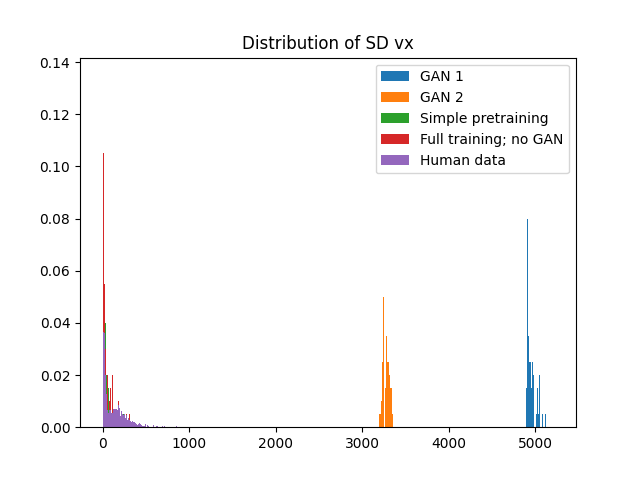 Distribution of SD vx
0.14
0.12
0.10
0.08
0.06
0.04
0.02
0.00
0 1000 2000 3000 4000 5000
GAN 1
GAN 2
Simple pretraining
Full training; no GAN
Human data